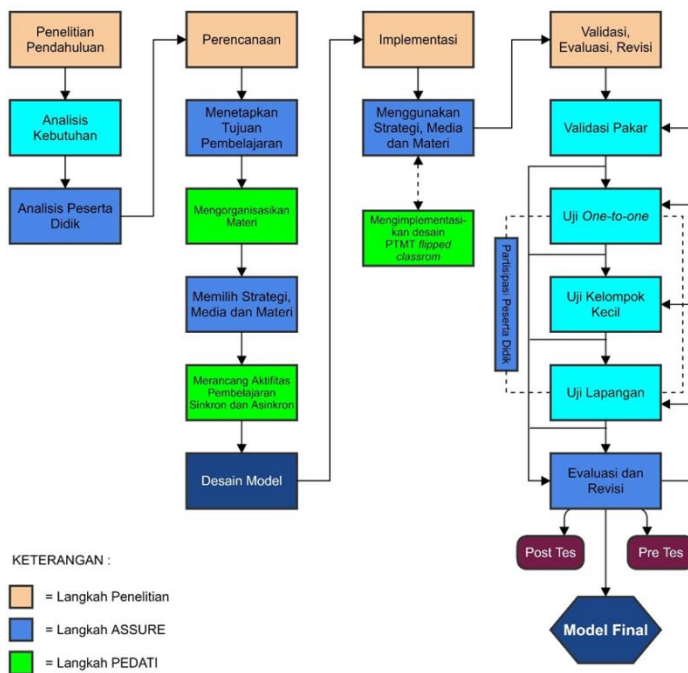 Penelitian
Pendahuluan
Analisis
Kebutuhan
Analisis Peserta
Didik
Perencanaan
Menetapkan
Tujuan
Pembelajaran
Mengorganisasikan
Materi
Memilih Strategi,
Media dan Materi
Merancang Aktifitas
Pembelajaran
Sinkron dan Asinkron
Desain Model
Implementasi
Menggunakan
Strategi, Media
dan Materi
Mengimplementasi-
kan desain
PTMT flipped
classrom
Validasi,
Evaluasi, Revisi
Validasi Pakar
Uji One-to-one
Partisipasi Peserta Didik
Uji Kelompok
Kecil
Uji Lapangan
Evaluasi dan
Revisi
Post Tes
Pre Tes
Model Final
KETERANGAN :
= Langkah Penelitian
= Langkah ASSURE
= Langkah PEDATI